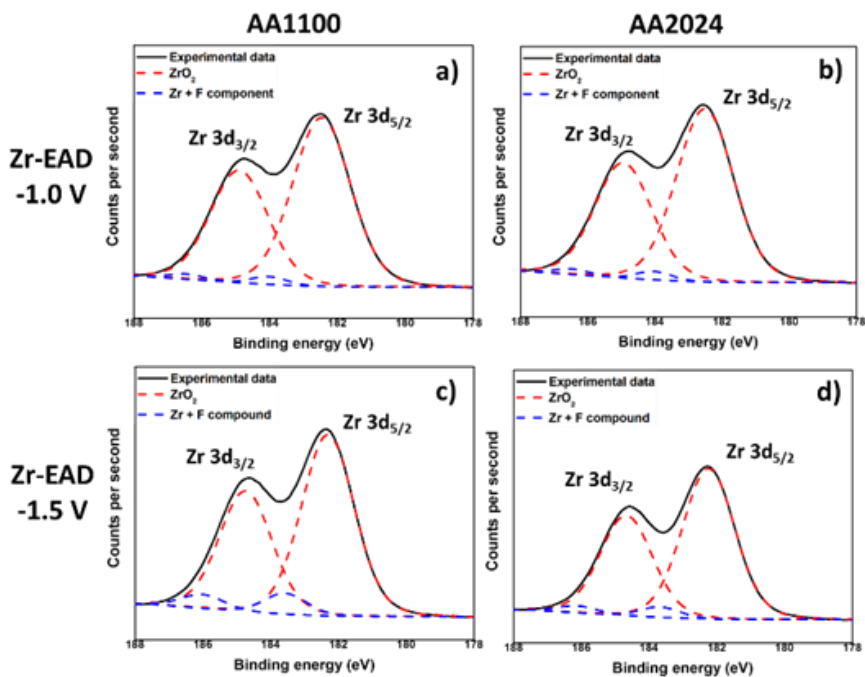 AA1100
AA2024
Zr-EAD
-1.0 V
a)
Experimental data
ZrO₂
Zr + F component
Zr 3d₃/₂
Zr 3d₅/₂
Counts per second
188 186 184 182 180 178
Binding energy (eV)
b)
Experimental data
ZrO₂
Zr + F component
Zr 3d₃/₂
Zr 3d₅/₂
Counts per second
188 186 184 182 180 178
Binding energy (eV)
Zr-EAD
-1.5 V
c)
Experimental data
ZrO₂
Zr + F compound
Zr 3d₃/₂
Zr 3d₅/₂
Counts per second
188 186 184 182 180 178
Binding energy (eV)
d)
Experimental data
ZrO₂
Zr + F compound
Zr 3d₃/₂
Zr 3d₅/₂
Counts per second
188 186 184 182 180 178
Binding energy (eV)